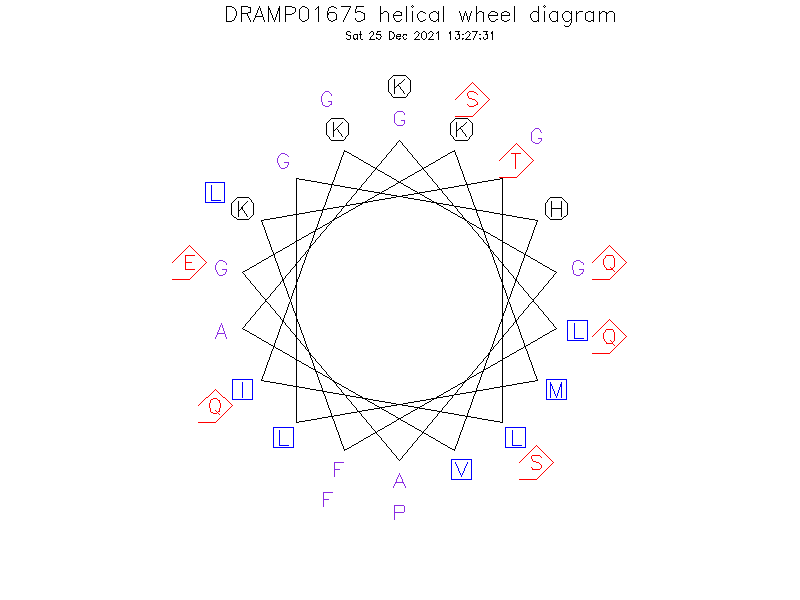 DRAMP01675 helical wheel diagram
Sat 25 Dec 2021 13:27:31
K
G S
G
K K
G
G T
L
K H
E G G Q
A L Q
I M
Q
L L
S
F V
A
F
P